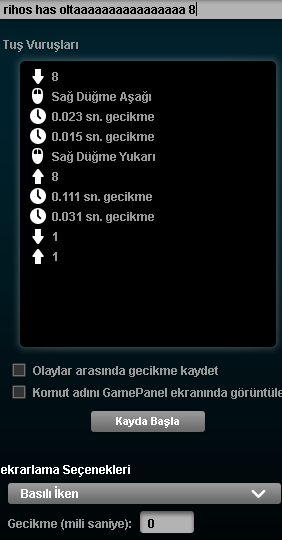 rihos has oltaaaaaaaaaaaaaaaa 8
Tuş Vuruşları
8
Sağ Düğme Aşağı
0.023 sn. gecikme
0.015 sn. gecikme
Sağ Düğme Yukarı
8
0.111 sn. gecikme
0.031 sn. gecikme
1
1
Olaylar arasında gecikme kaydet
Komut adını GamePanel ekranında görüntüle
Kayda Başla
ekrarlama Seçenekleri
Basılı İken
Gecikme (mili saniye): 0